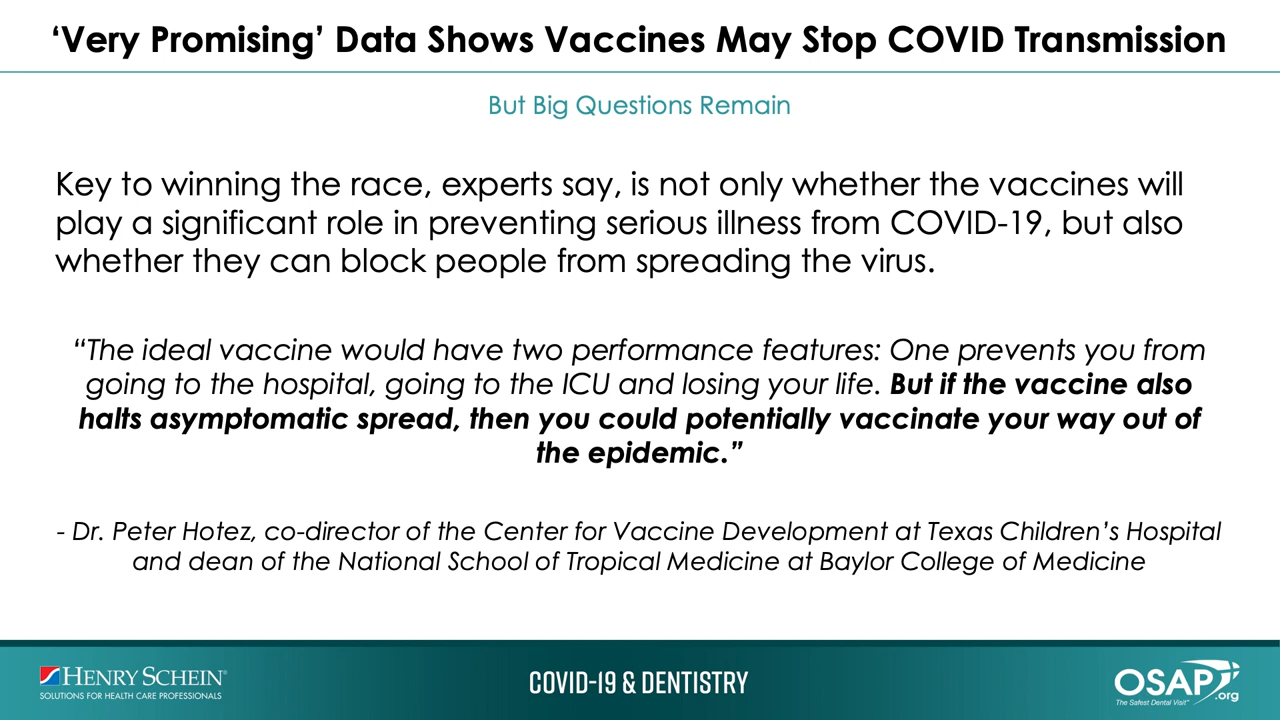 ‘Very Promising’ Data Shows Vaccines May Stop COVID Transmission
But Big Questions Remain
Key to winning the race, experts say, is not only whether the vaccines will
play a significant role in preventing serious illness from COVID-19, but also
whether they can block people from spreading the virus.
“The ideal vaccine would have two performance features: One prevents you from
going to the hospital, going to the ICU and losing your life. But if the vaccine also
halts asymptomatic spread, then you could potentially vaccinate your way out of
the epidemic.”
- Dr. Peter Hotez, co-director of the Center for Vaccine Development at Texas Children’s Hospital
and dean of the National School of Tropical Medicine at Baylor College of Medicine
HENRY SCHEIN®
SOLUTIONS FOR HEALTH CARE PROFESSIONALS
COVID-19 & DENTISTRY
OSAP.org
The Safest Dental Visit™